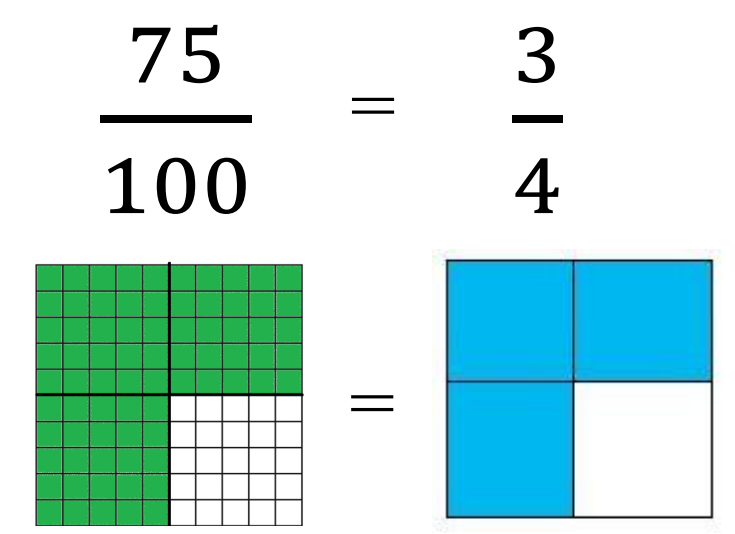 75/100 = 3/4
=